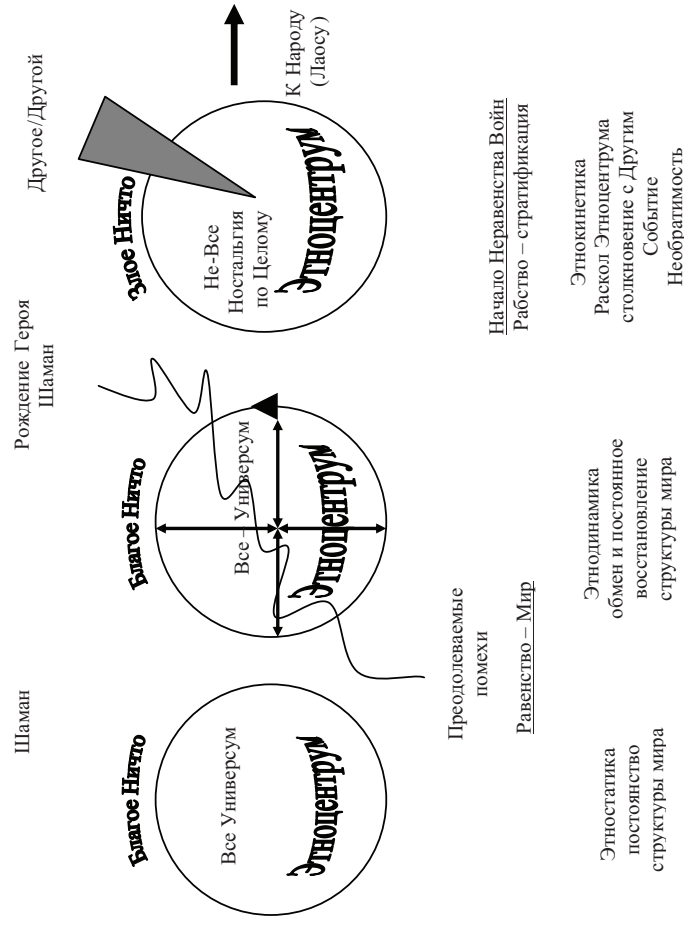 Шаман
Благое Ничто
Все Универсум
Этноцентрум
Этностатика
постоянство
структуры мира
Рождение Героя
Шаман
Благое Ничто
Все – Универсум
Этноцентрум
Преодолеваемые
помехи
Равенство – Мир
Этнодинамика
обмен и постоянное
восстановление
структуры мира
Другое/Другой
Злое Ничто
Не-Все
Ностальгия
по Целому
Этноцентрум
К Народу
(Лаосу)
Начало Неравенства Войн
Рабство – стратификация
Этнокинетика
Раскол Этноцентрума
столкновение с Другим
Событие
Необратимость